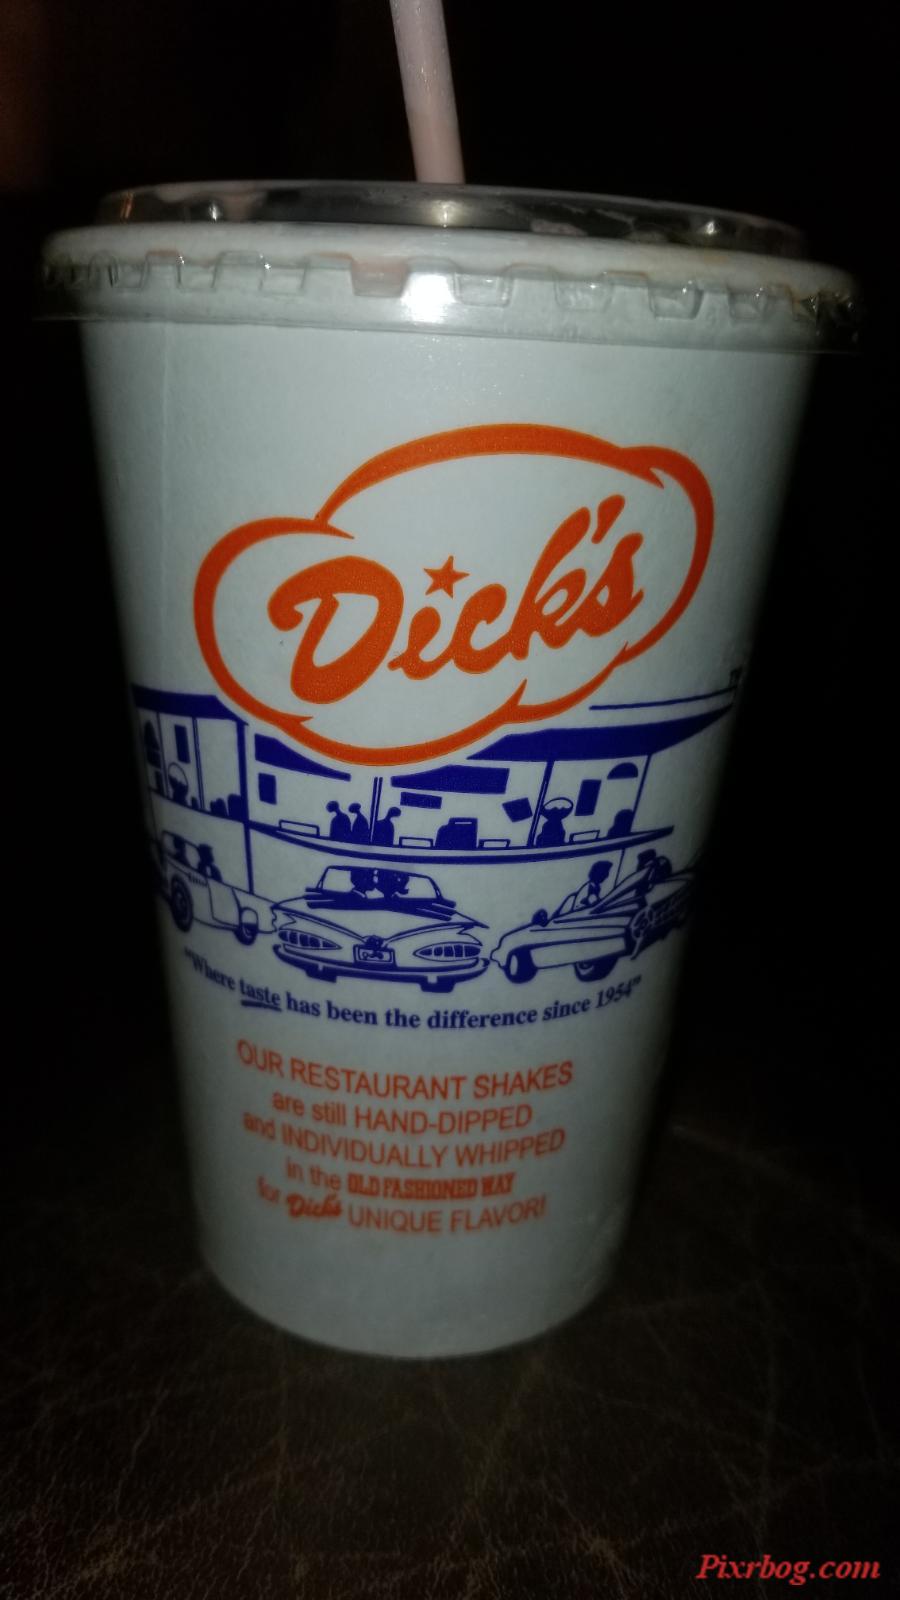 Dick's
"Where taste has been the difference since 1954"
OUR RESTAURANT SHAKES
are still HAND-DIPPED
and INDIVIDUALLY WHIPPED
in the OLD FASHIONED WAY
for Dick's UNIQUE FLAVOR!
Pixrbog.com